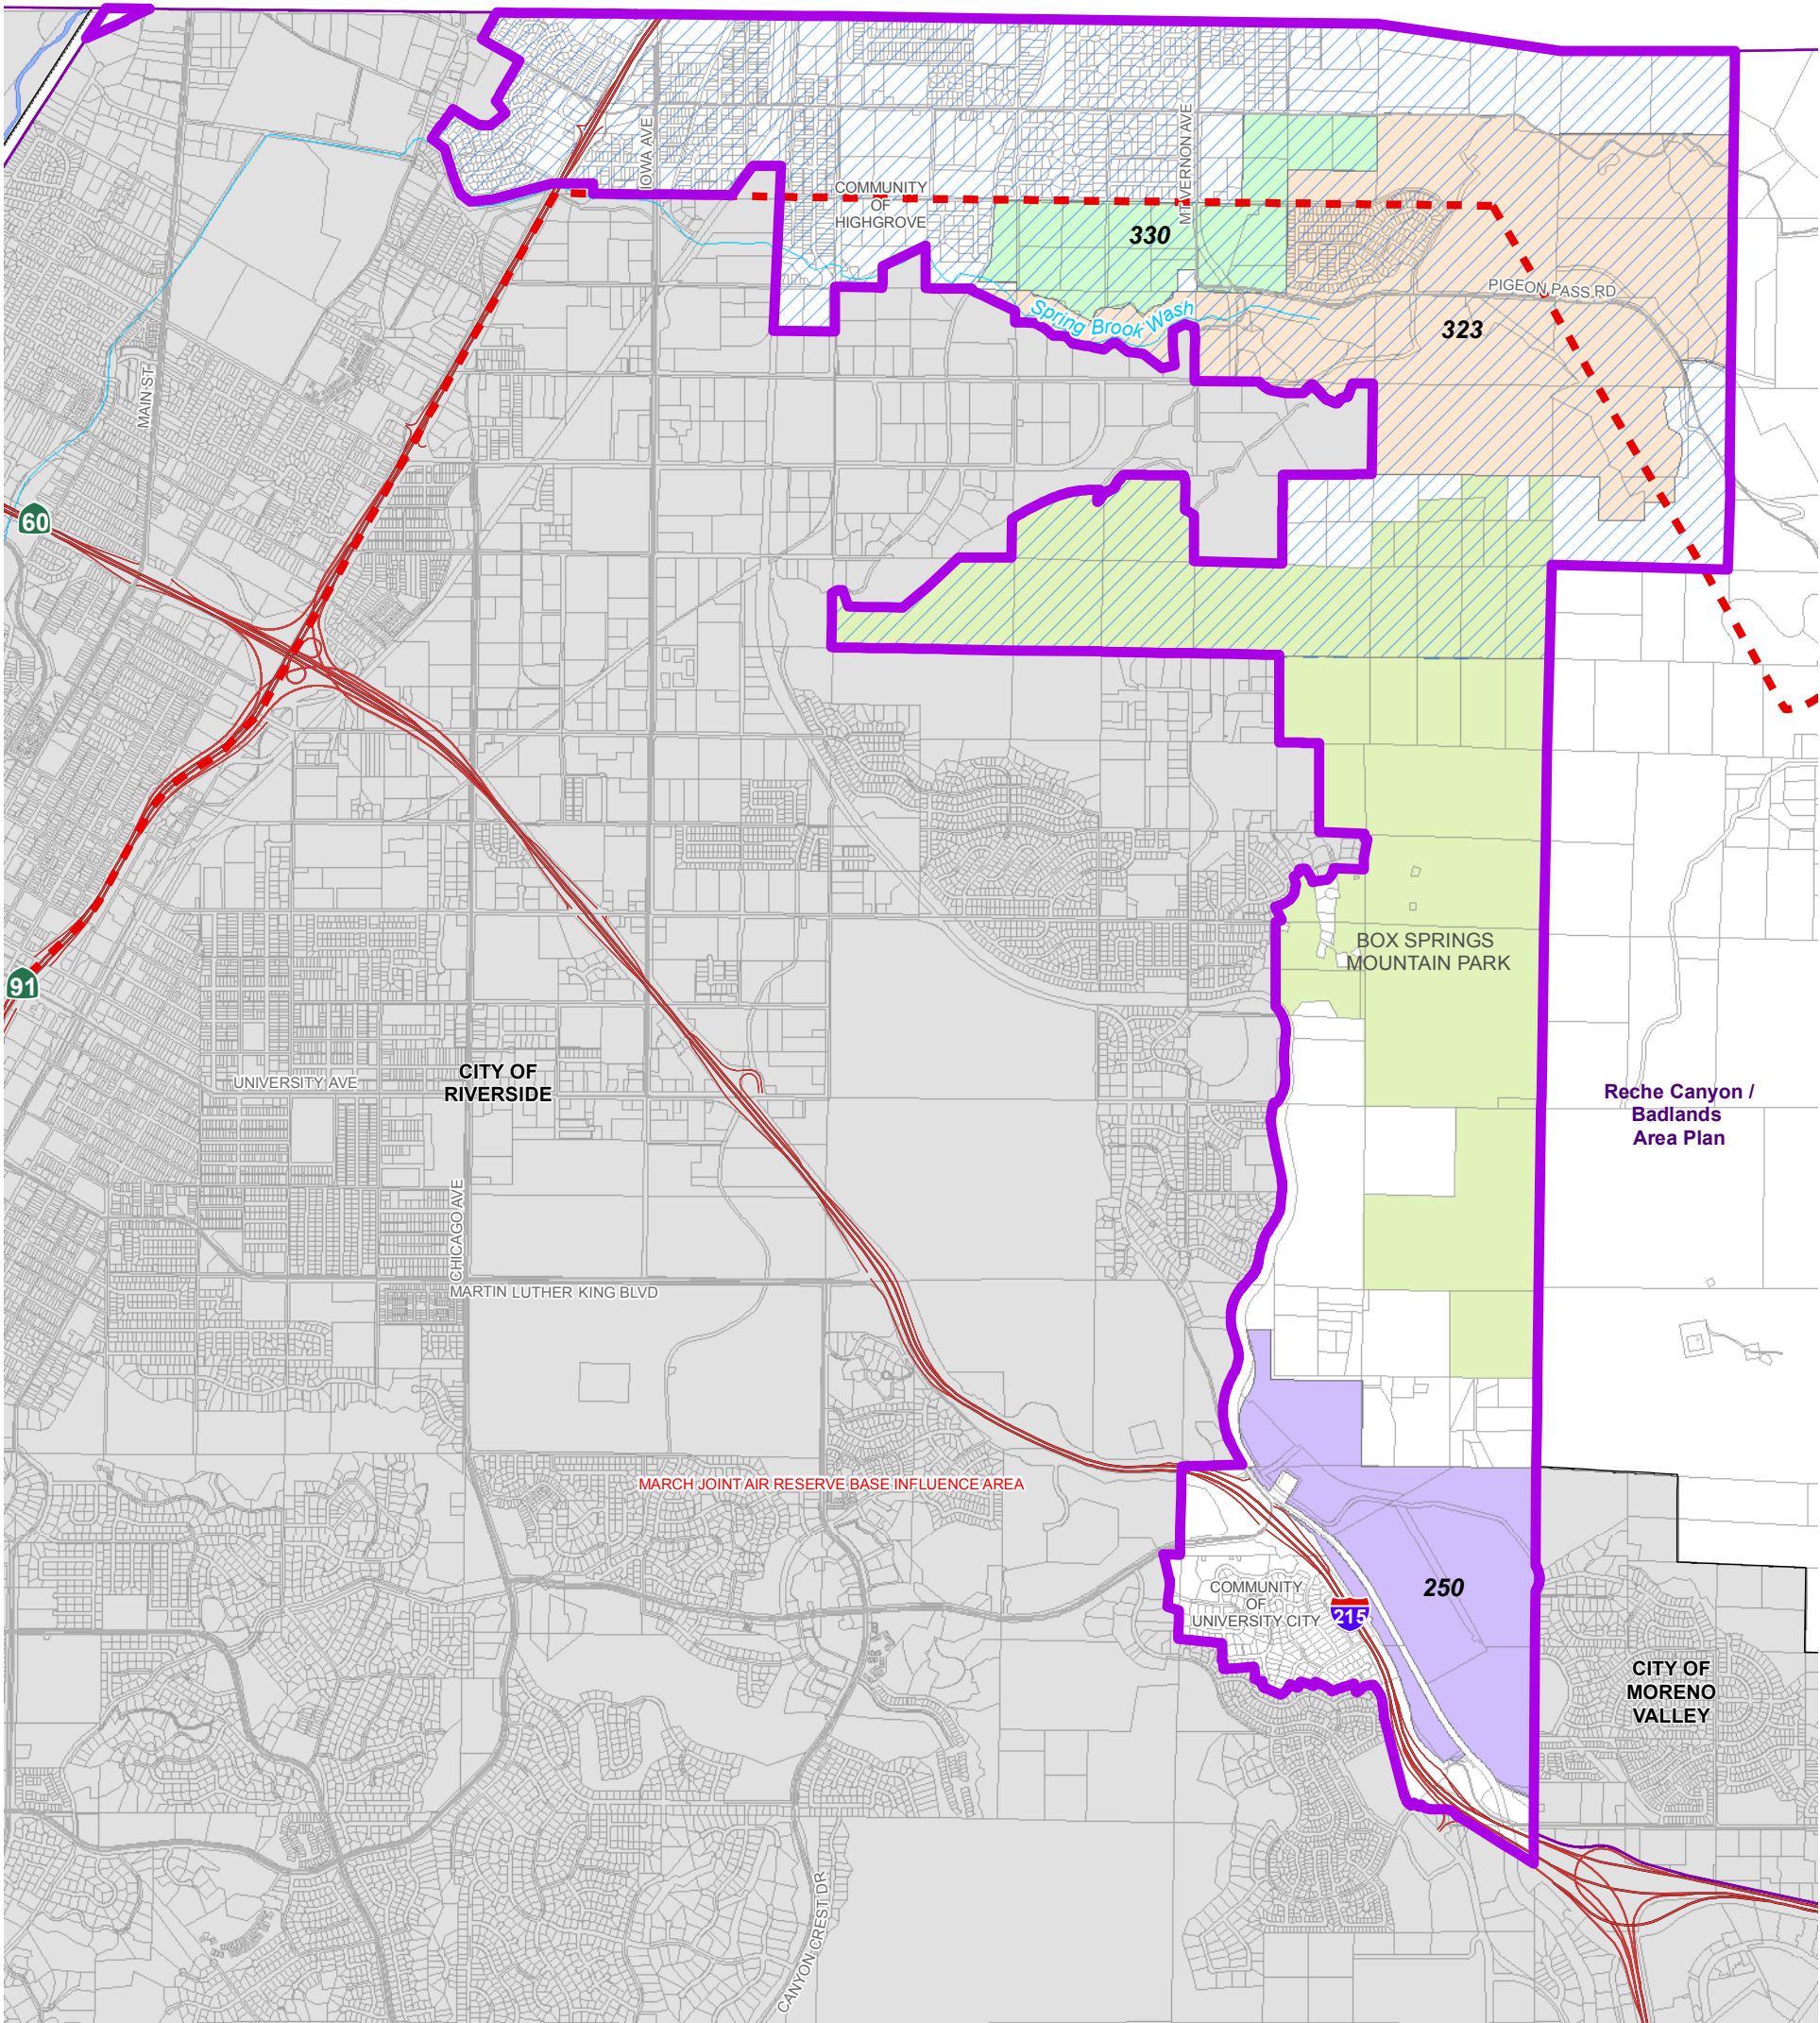 IOWA AVE
MT VERNON AVE
COMMUNITY
OF
HIGHGROVE
330
PIGEON PASS RD
Spring Brook Wash
323
MAIN ST
60
BOX SPRINGS
MOUNTAIN PARK
91
CITY OF
RIVERSIDE
UNIVERSITY AVE
Reche Canyon /
Badlands
Area Plan
CHICAGO AVE
MARTIN LUTHER KING BLVD
MARCH JOINT AIR RESERVE BASE INFLUENCE AREA
COMMUNITY
OF
UNIVERSITY CITY
250
215
CITY OF
MORENO
VALLEY
CANYON CREST DR